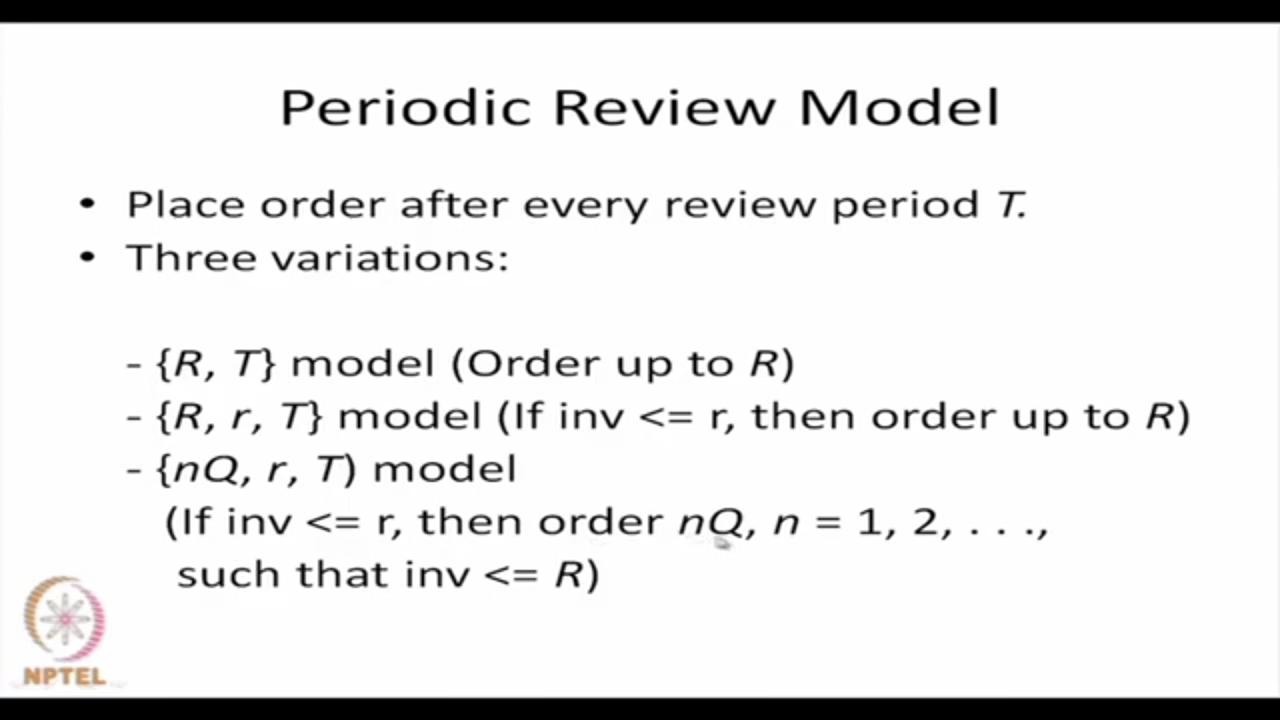 Periodic Review Model
• Place order after every review period T.
• Three variations:
- {R, T} model (Order up to R)
- {R, r, T} model (If inv <= r, then order up to R)
- {nQ, r, T) model
(If inv <= r, then order nQ, n = 1, 2, . . .,
such that inv <= R)
NPTEL